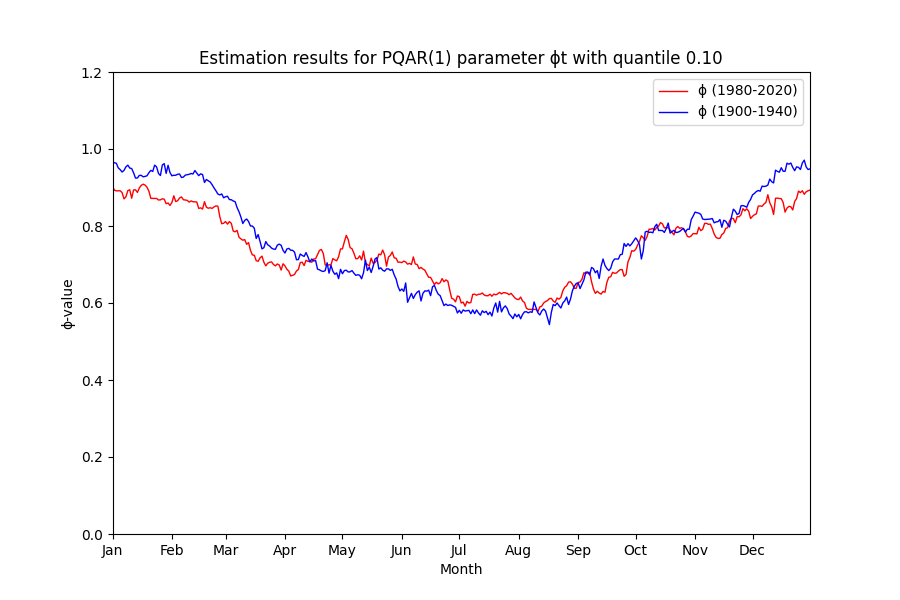 Estimation results for PQAR(1) parameter ϕt with quantile 0.10
ϕ (1980-2020)
ϕ (1900-1940)
1.2
1.0
0.8
0.6
0.4
0.2
0.0
ϕ-value
Jan Feb Mar Apr May Jun Jul Aug Sep Oct Nov Dec
Month